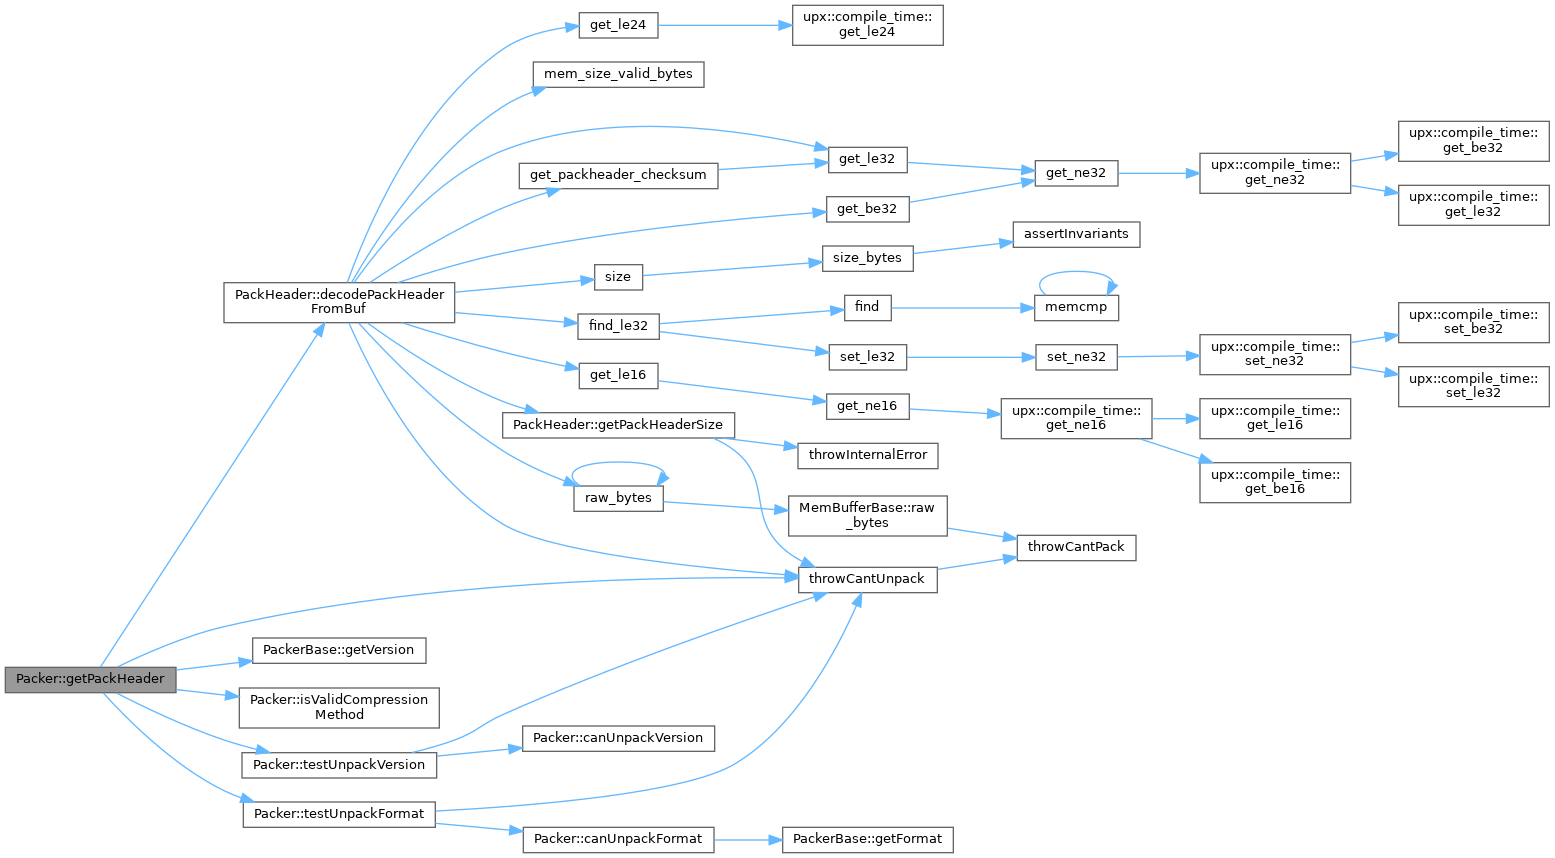 get_le24
upx::compile_time::
get_le24
mem_size_valid_bytes
get_le32
get_packheader_checksum
get_ne32
upx::compile_time::
get_ne32
upx::compile_time::
get_be32
upx::compile_time::
get_le32
get_be32
assertInvariants
size_bytes
size
PackHeader::decodePackHeader
FromBuf
find
memcmp
find_le32
set_le32
set_ne32
upx::compile_time::
set_ne32
upx::compile_time::
set_be32
upx::compile_time::
set_le32
get_le16
get_ne16
upx::compile_time::
get_ne16
upx::compile_time::
get_le16
upx::compile_time::
get_be16
PackHeader::getPackHeaderSize
throwInternalError
raw_bytes
MemBufferBase::raw
_bytes
throwCantPack
throwCantUnpack
PackerBase::getVersion
Packer::getPackHeader
Packer::isValidCompression
Method
Packer::testUnpackVersion
Packer::canUnpackVersion
Packer::testUnpackFormat
Packer::canUnpackFormat
PackerBase::getFormat